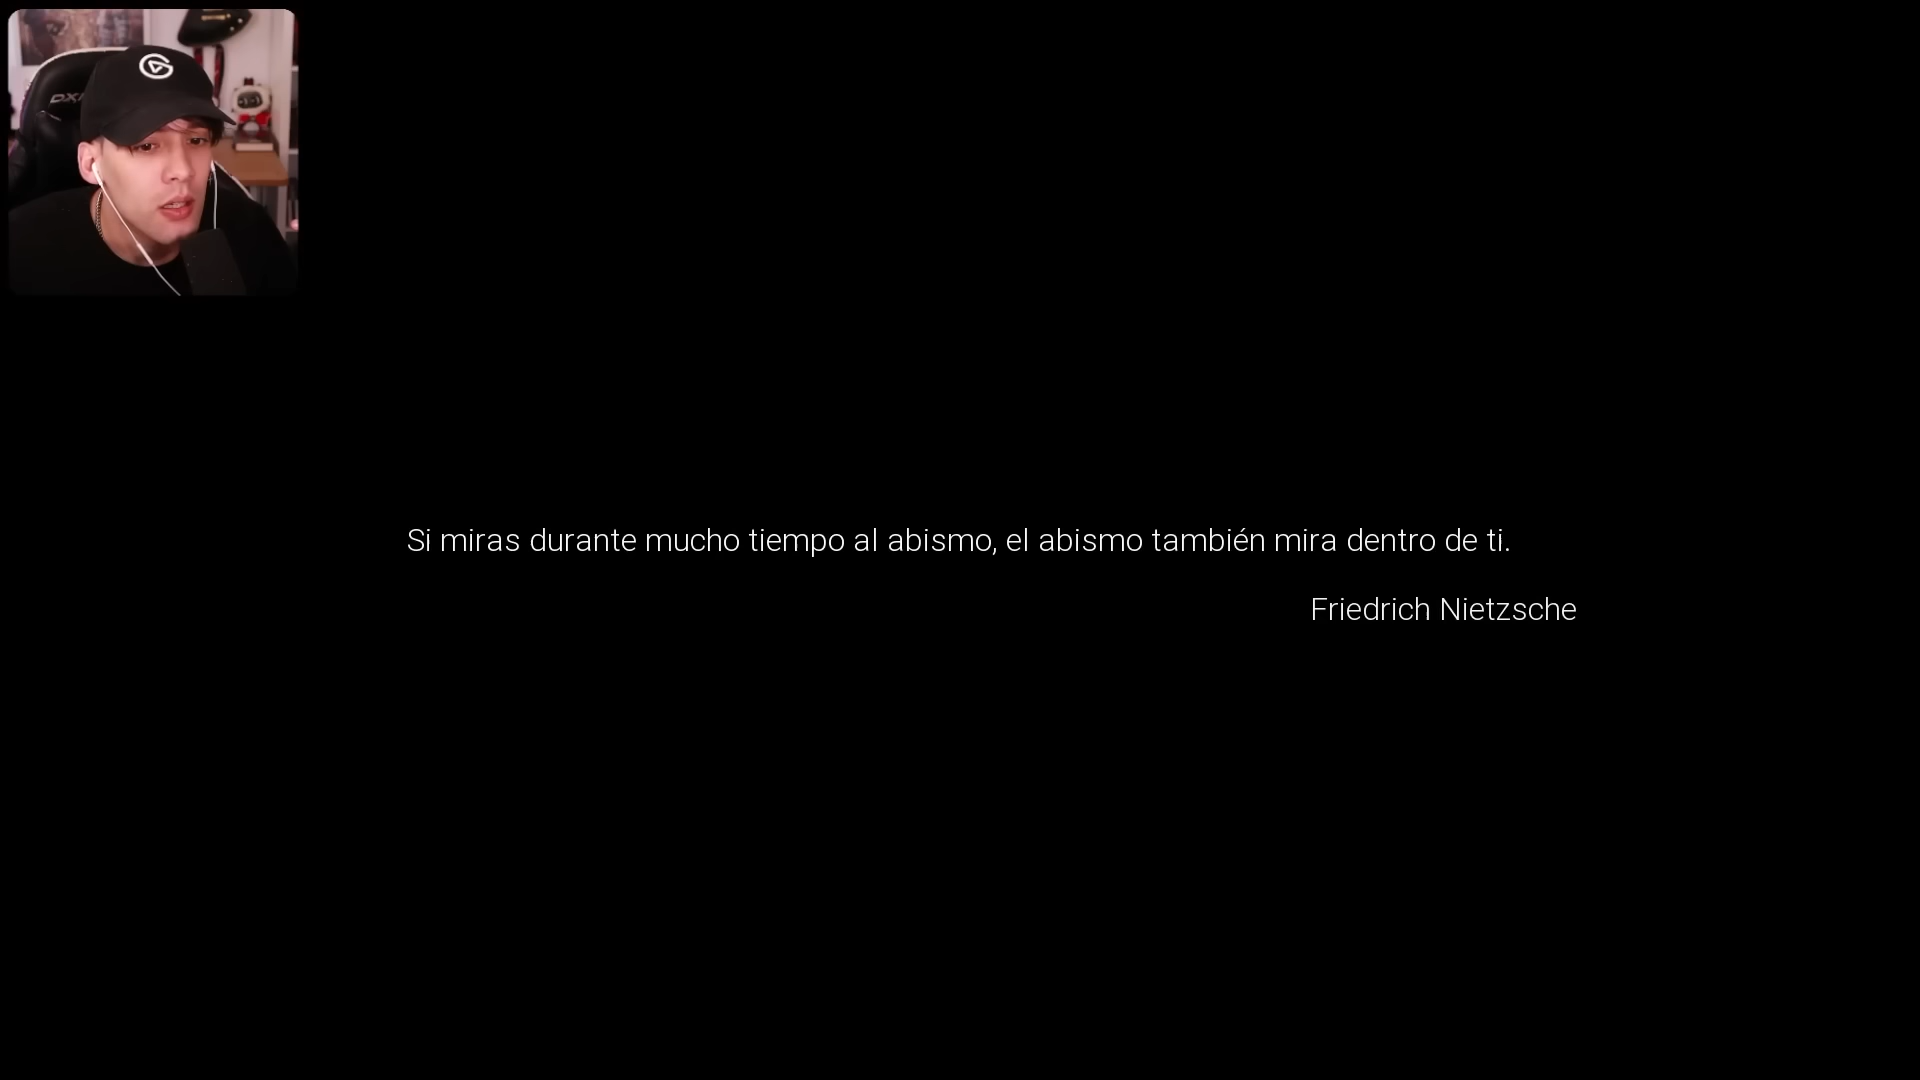 Si miras durante mucho tiempo al abismo, el abismo también mira dentro de ti.
Friedrich Nietzsche